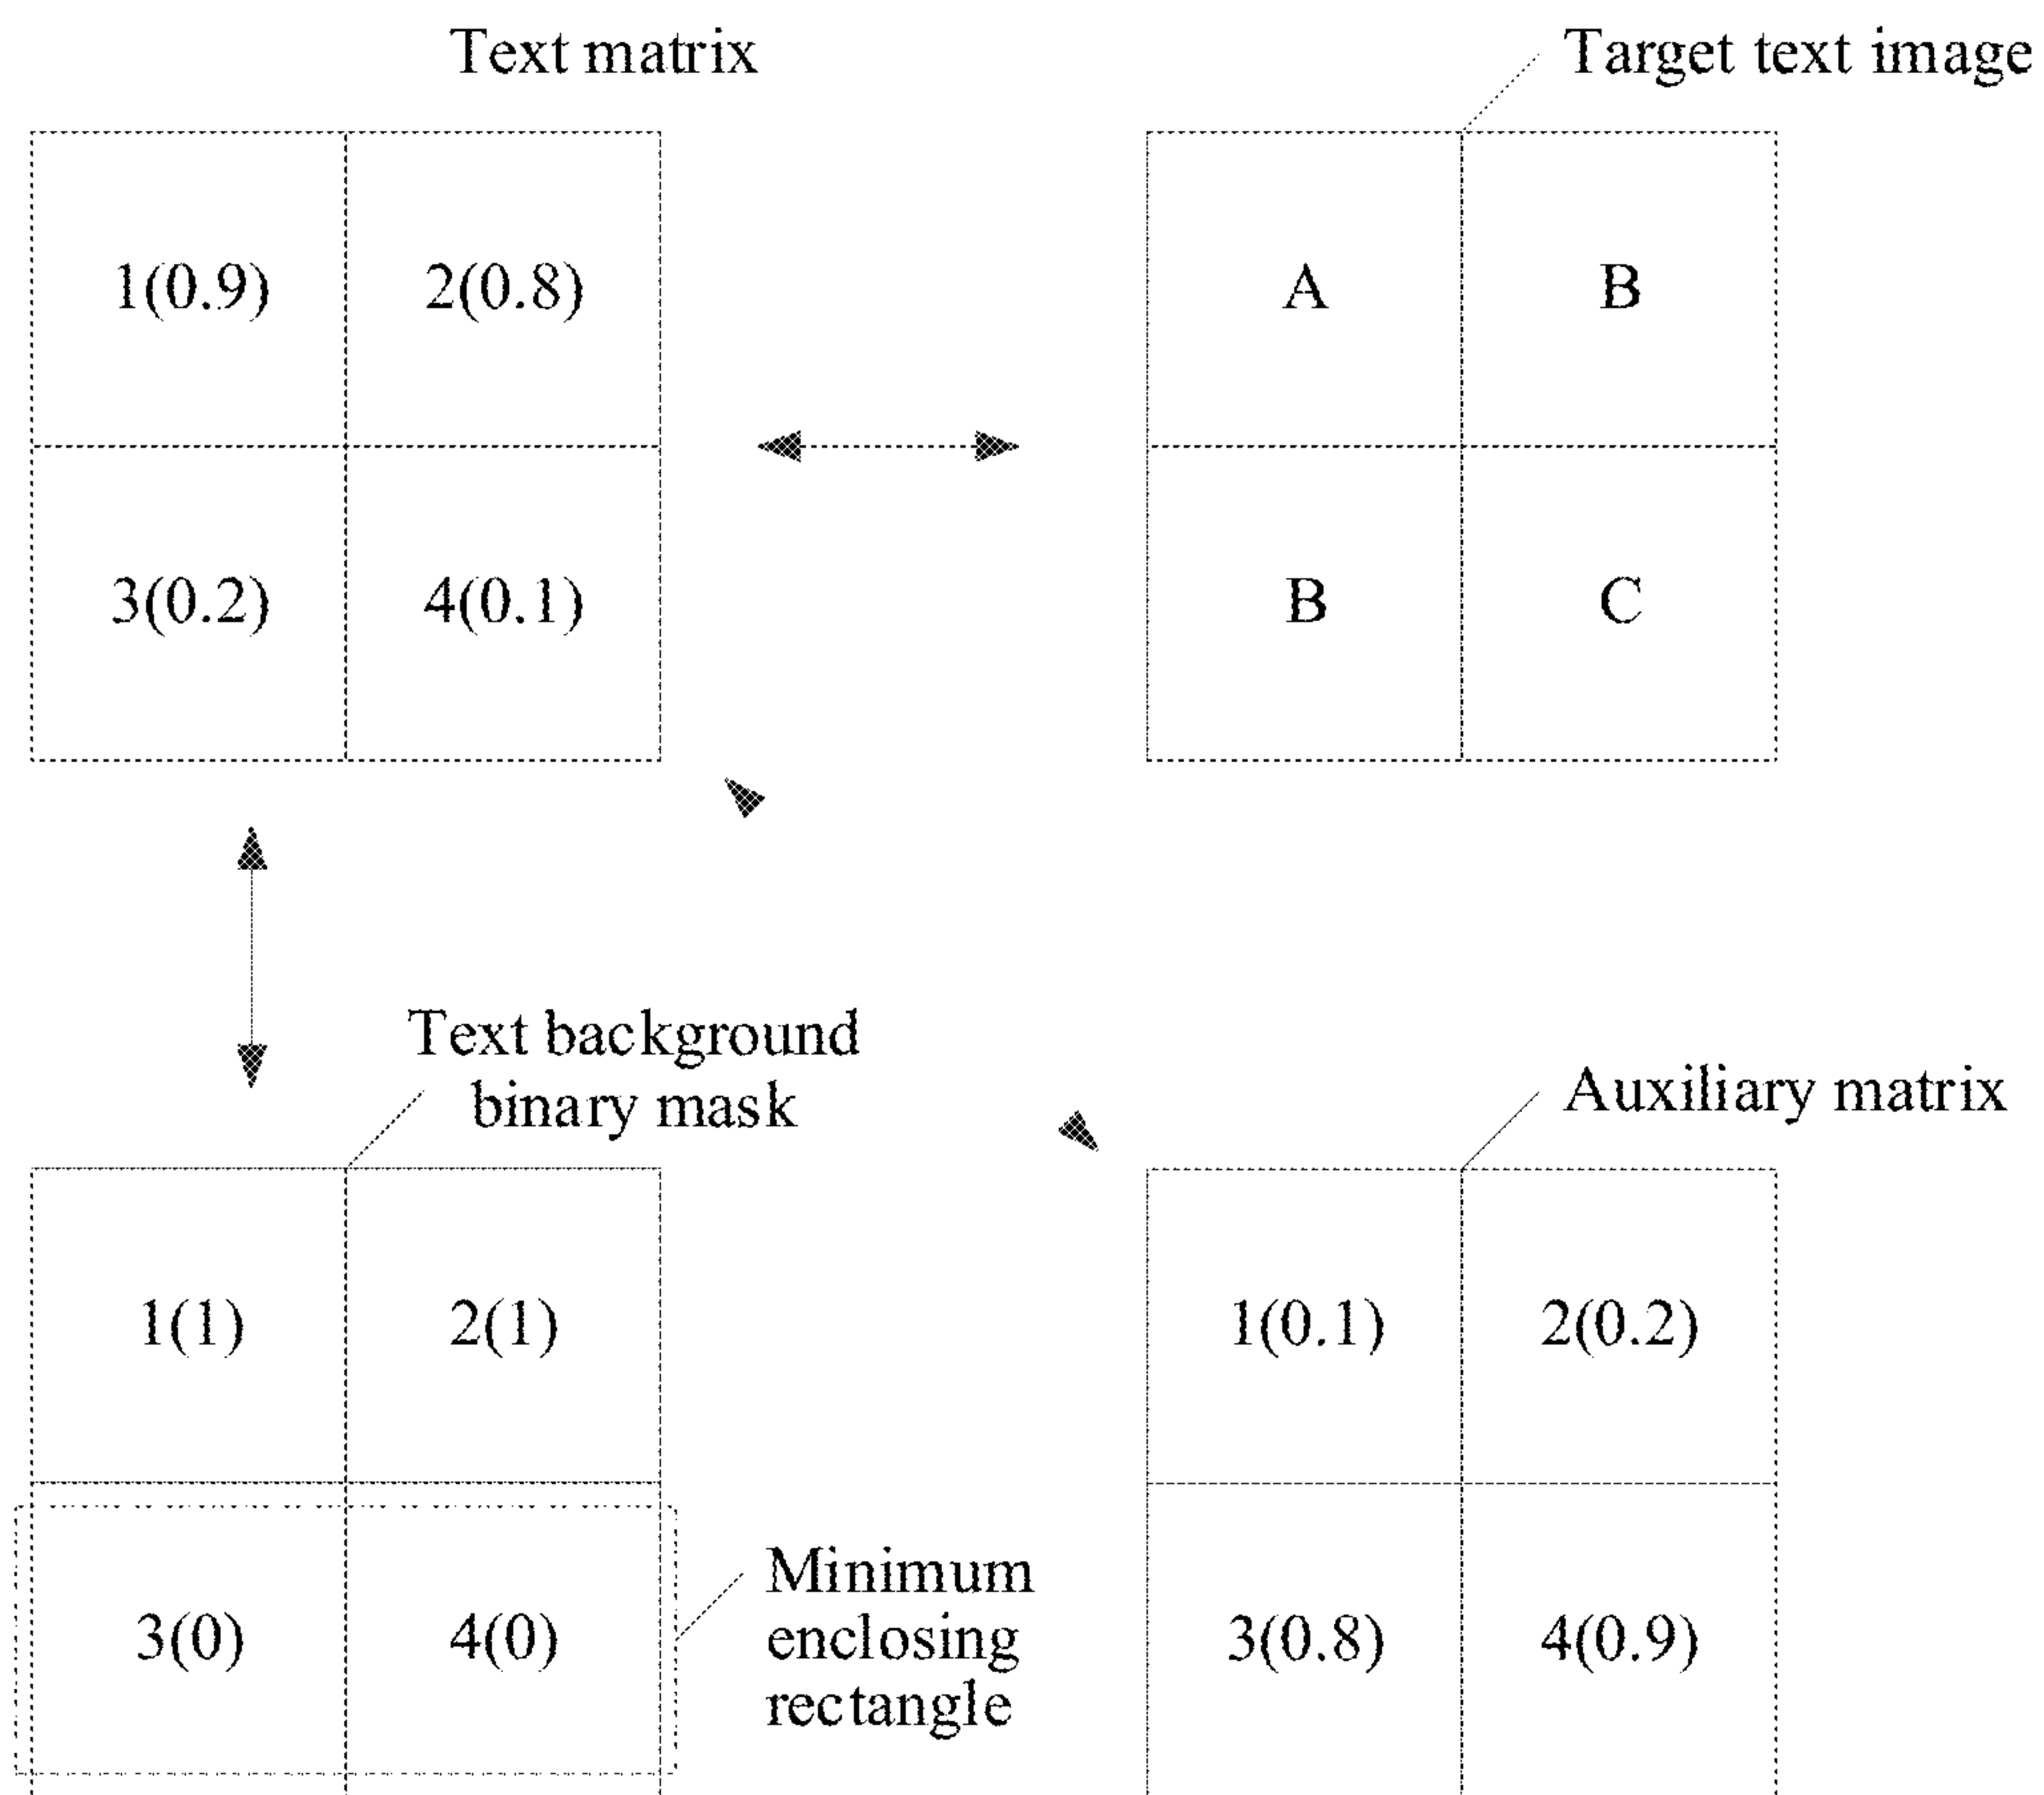 Text matrix
Target text image
1(0.9) 2(0.8)
A B
3(0.2) 4(0.1)
B C
Text background
binary mask
Auxiliary matrix
1(1) 2(1)
1(0.1) 2(0.2)
3(0) 4(0)
Minimum
enclosing
rectangle
3(0.8) 4(0.9)